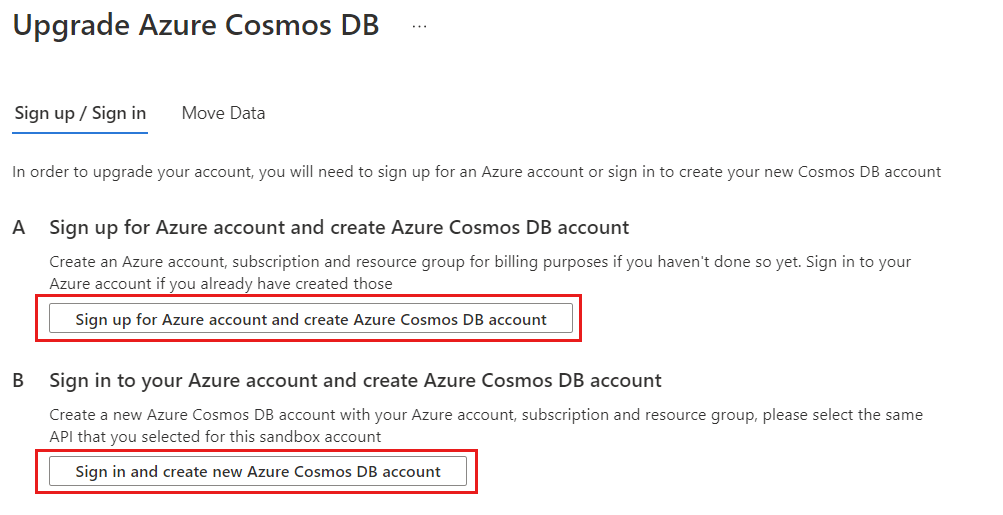 Upgrade Azure Cosmos DB ...
Sign up / Sign in Move Data
In order to upgrade your account, you will need to sign up for an Azure account or sign in to create your new Cosmos DB account
A Sign up for Azure account and create Azure Cosmos DB account
Create an Azure account, subscription and resource group for billing purposes if you haven't done so yet. Sign in to your
Azure account if you already have created those
Sign up for Azure account and create Azure Cosmos DB account
B Sign in to your Azure account and create Azure Cosmos DB account
Create a new Azure Cosmos DB account with your Azure account, subscription and resource group, please select the same
API that you selected for this sandbox account
Sign in and create new Azure Cosmos DB account